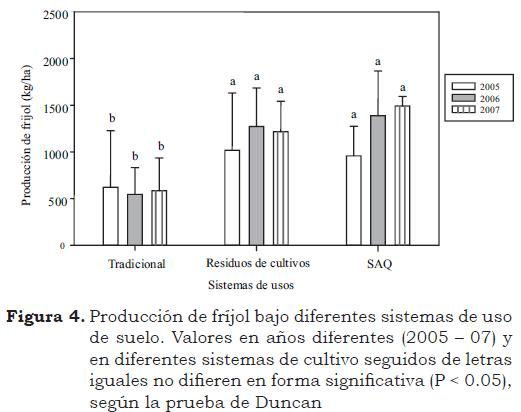 2500
2000
1500
1000
500
0
Producción de frijol (kg/ha)
b b b a a a a a a
2005
2006
2007
Tradicional Residuos de cultivos SAQ
Sistemas de usos
Figura 4. Producción de frijol bajo diferentes sistemas de uso
de suelo. Valores en años diferentes (2005 – 07) y
en diferentes sistemas de cultivo seguidos de letras
iguales no difieren en forma significativa (P < 0.05),
según la prueba de Duncan